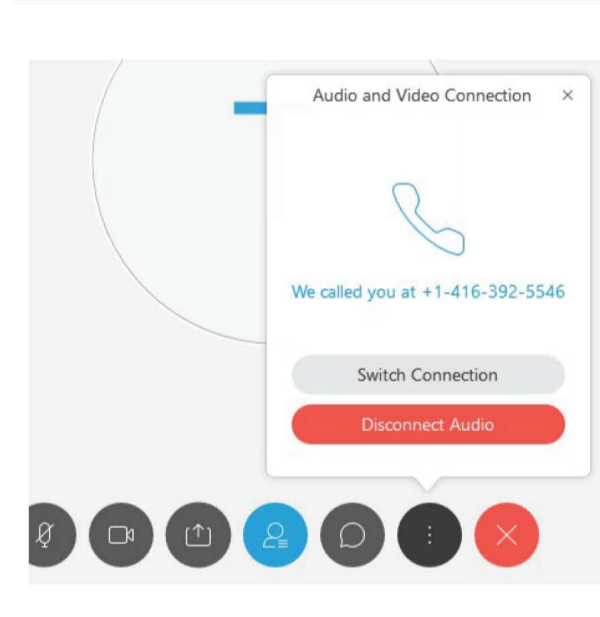 Audio and Video Connection
We called you at +1-416-392-5546
Switch Connection
Disconnect Audio